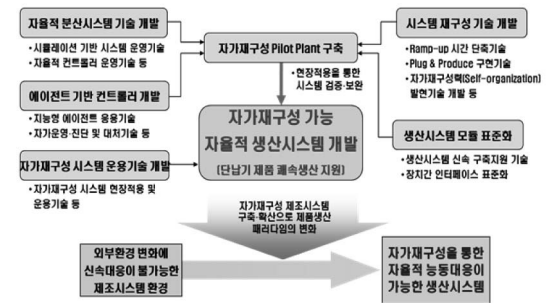 자율적 분산시스템 기술 개발
• 시뮬레이션 기반 시스템 운영기술
• 자율적 컨트롤러 운영기술 등
에이전트 기반 컨트롤러 개발
• 지능형 에이전트 응용기술
• 자가운영·진단 및 대처기술 등
자가재구성 시스템 운용기술 개발
• 자가재구성 시스템 현장적용 및
운용기술 등
자가재구성 Pilot Plant 구축
• 현장적용을 통한
시스템 검증·보완
자가재구성 가능
자율적 생산시스템 개발
(단납기 제품 쾌속생산 지원)
시스템 재구성 기술 개발
• Ramp-up 시간 단축기술
• Plug & Produce 구현기술
• 자가재구성력(Self-organization)
발현기술 개발 등
생산시스템 모듈 표준화
• 생산시스템 신속 구축지원 기술
• 장치간 인터페이스 표준화
자가재구성 제조시스템
구축·확산으로 제품생산
패러다임의 변화
외부환경 변화에
신속대응이 불가능한
제조시스템 환경
자가재구성을 통한
자율적 능동대응이
가능한 생산시스템